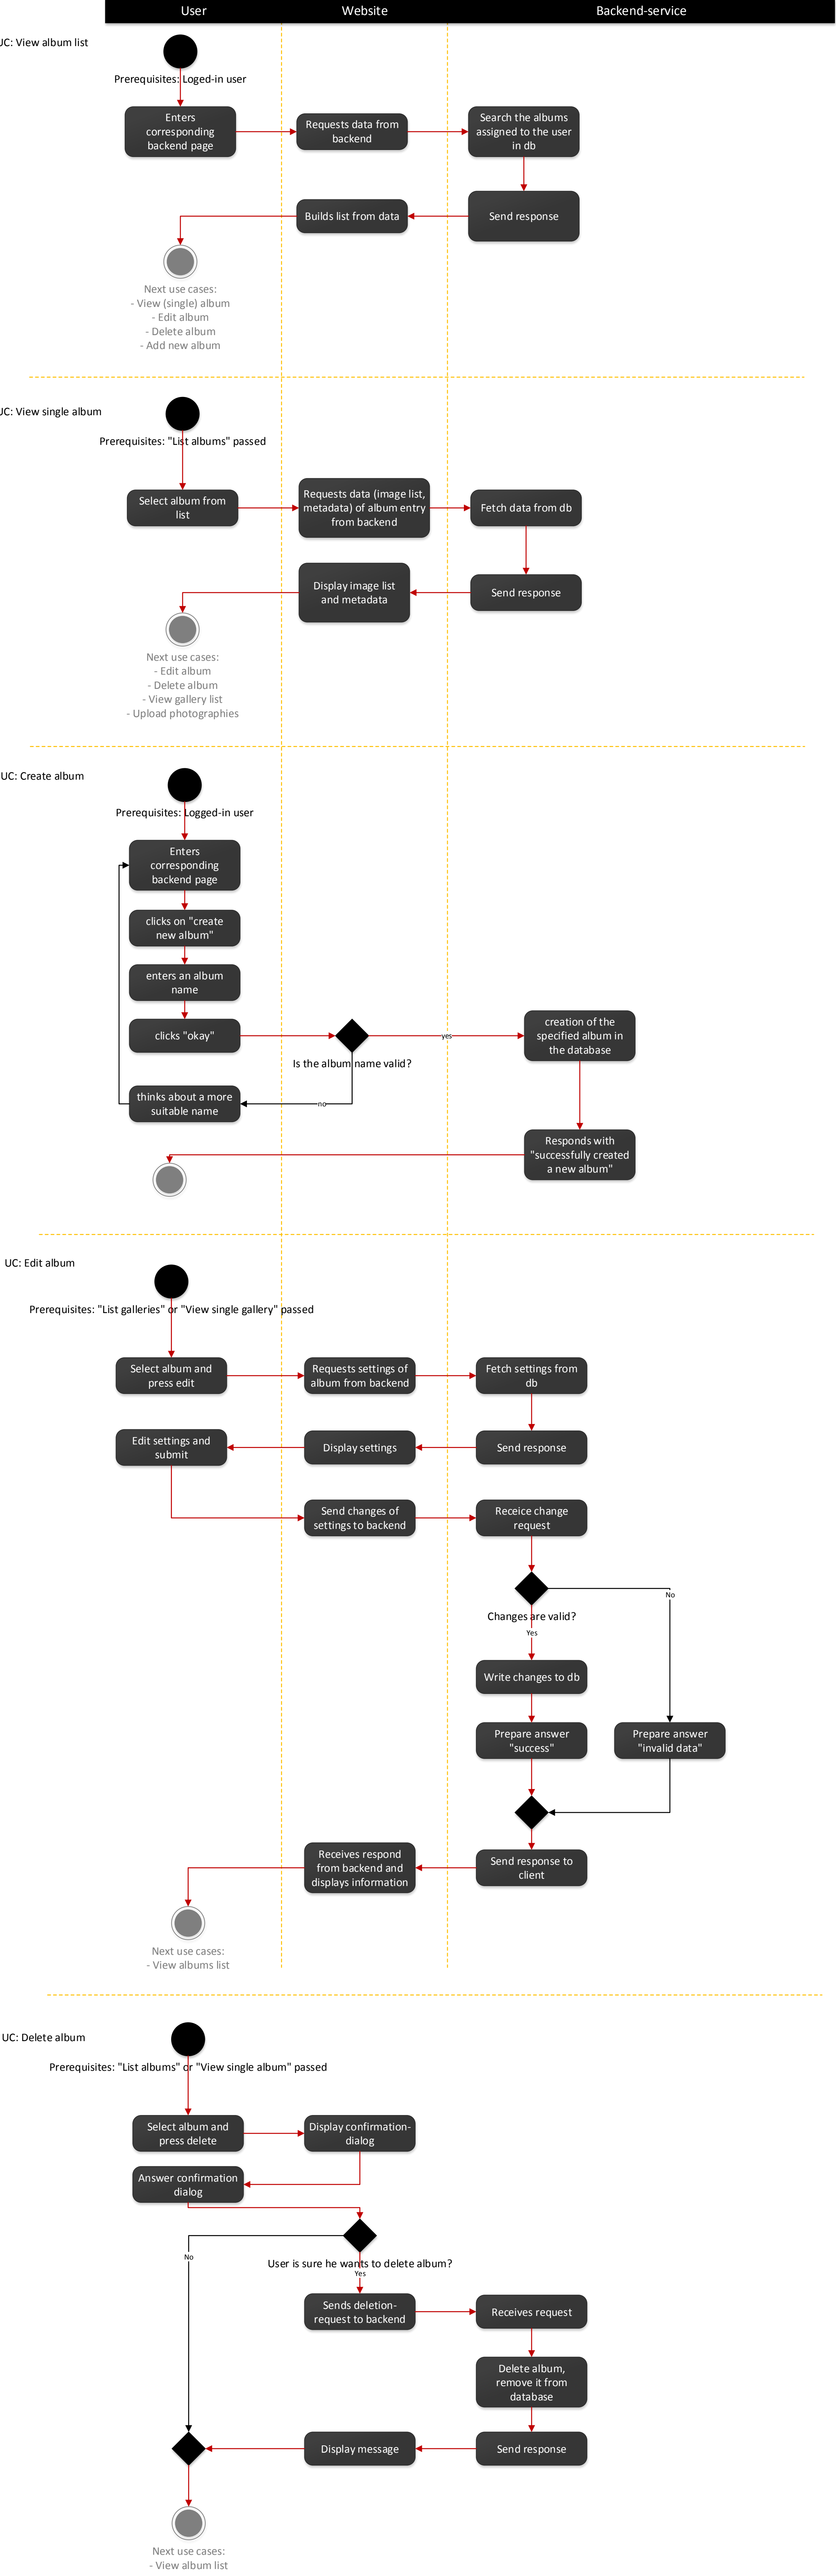 User
Website
Backend-service
UC: View album list
Prerequisites: Loged-in user
Enters
corresponding
backend page
Requests data from
backend
Search the albums
assigned to the user
in db
Builds list from data
Send response
Next use cases:
- View (single) album
- Edit album
- Delete album
- Add new album
UC: View single album
Prerequisites: "List albums" passed
Select album from
list
Requests data (image list,
metadata) of album entry
from backend
Fetch data from db
Display image list
and metadata
Send response
Next use cases:
- Edit album
- Delete album
- View gallery list
- Upload photographies
UC: Create album
Prerequisites: Logged-in user
Enters
corresponding
backend page
clicks on "create
new album"
enters an album
name
clicks "okay"
yes
creation of the
specified album in
the database
Is the album name valid?
thinks about a more
suitable name
no
Responds with
"successfully created
a new album"
UC: Edit album
Prerequisites: "List galleries" or "View single gallery" passed
Select album and
press edit
Requests settings of
album from backend
Fetch settings from
db
Edit settings and
submit
Display settings
Send response
Send changes of
settings to backend
Receice change
request
No
Changes are valid?
Yes
Write changes to db
Prepare answer
"success"
Prepare answer
"invalid data"
Receives respond
from backend and
displays information
Send response to
client
Next use cases:
- View albums list
UC: Delete album
Prerequisites: "List albums" or "View single album" passed
Select album and
press delete
Display confirmation-
dialog
Answer confirmation
dialog
No
User is sure he wants to delete album?
Yes
Sends deletion-
request to backend
Receives request
Delete album,
remove it from
database
Display message
Send response
Next use cases:
- View album list